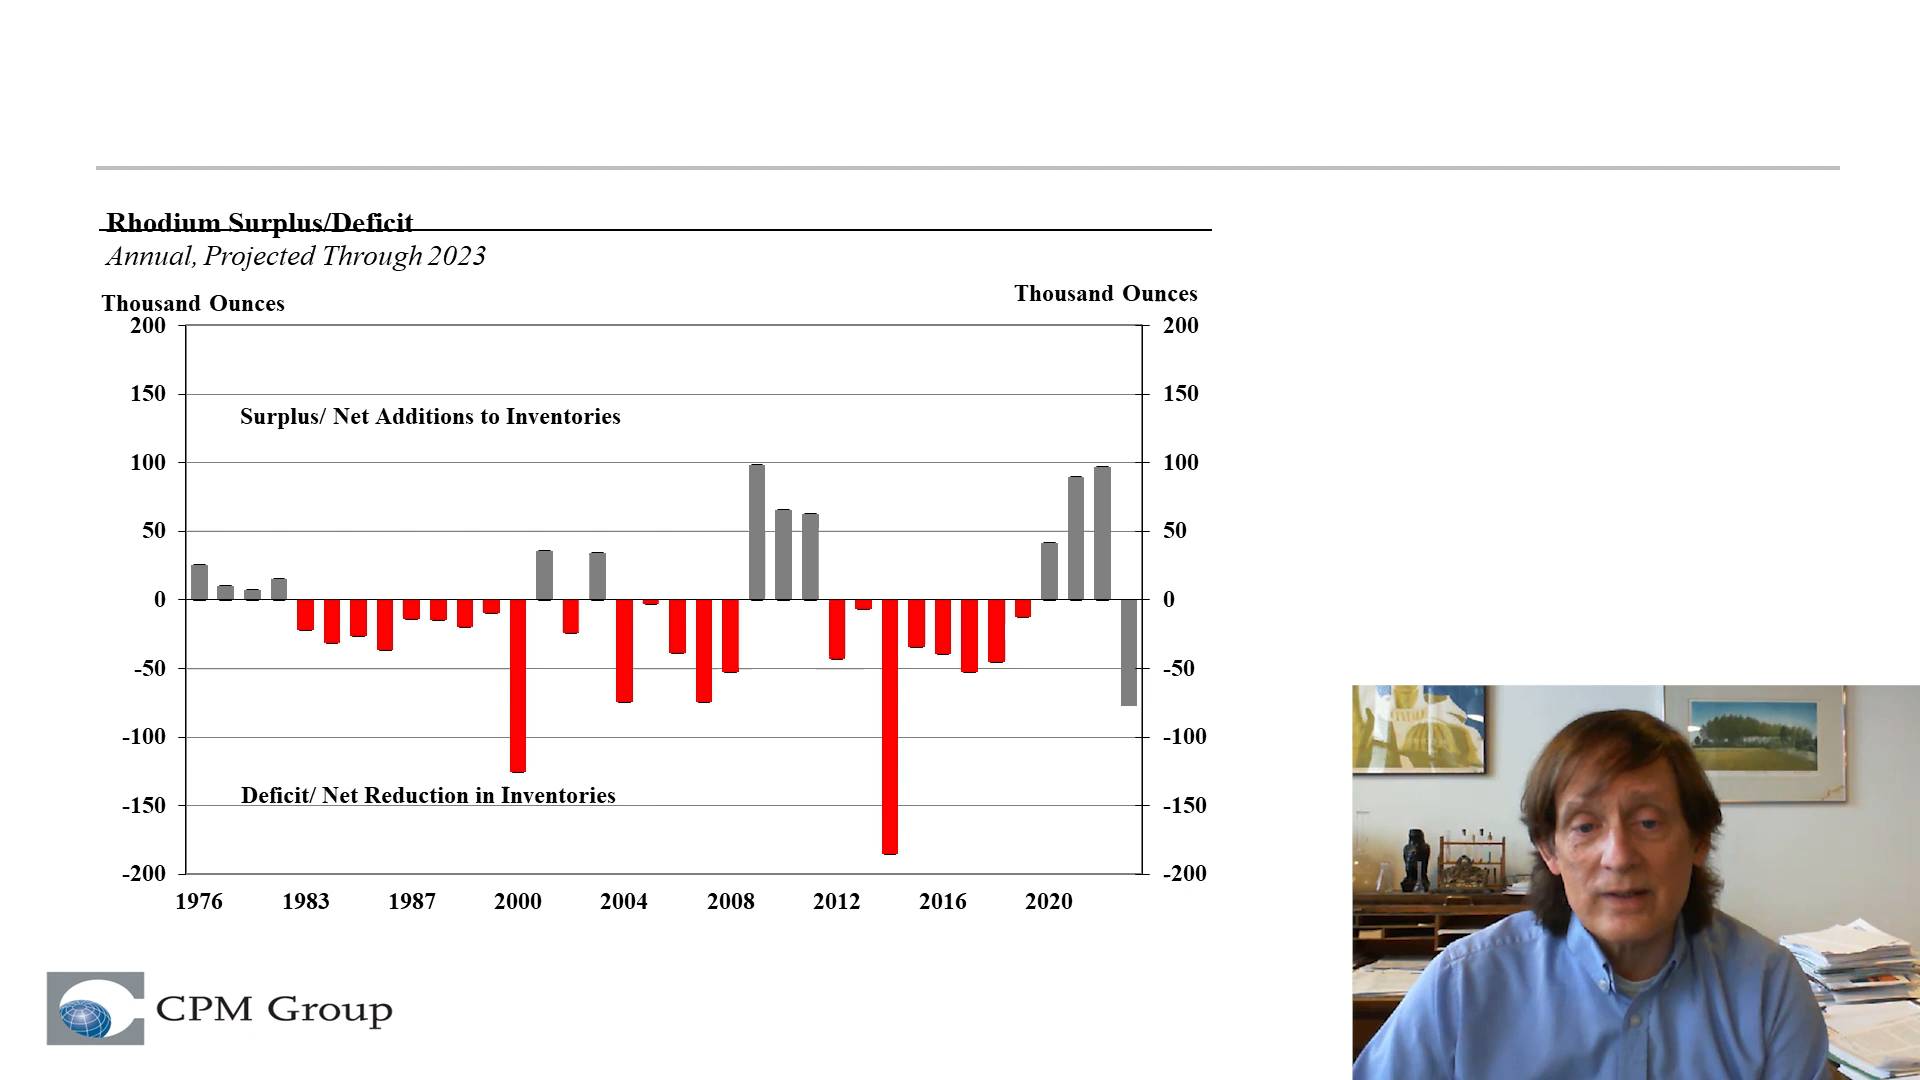 Rhodium Surplus/Deficit
Annual, Projected Through 2023
Thousand Ounces
Thousand Ounces
200
200
150
150
Surplus/ Net Additions to Inventories
100
100
50
50
0
0
-50
-50
-100
-100
Deficit/ Net Reduction in Inventories
-150
-150
-200
-200
1976 1983 1987 2000 2004 2008 2012 2016 2020
CPM Group